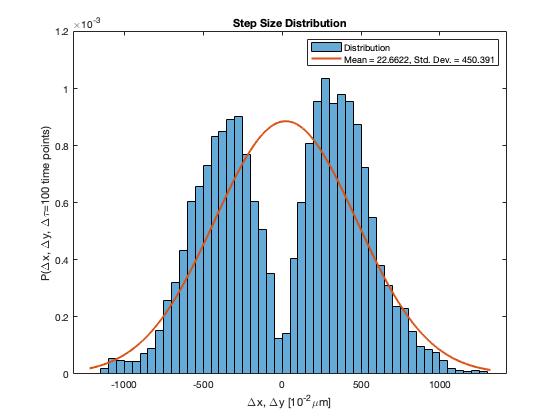 Step Size Distribution
×10⁻³
Distribution
Mean = 22.6622, Std. Dev. = 450.391
1.2
1
0.8
0.6
0.4
0.2
0
P(Δx, Δy, Δτ=100 time points)
-1000 -500 0 500 1000
Δx, Δy [10⁻² μm]